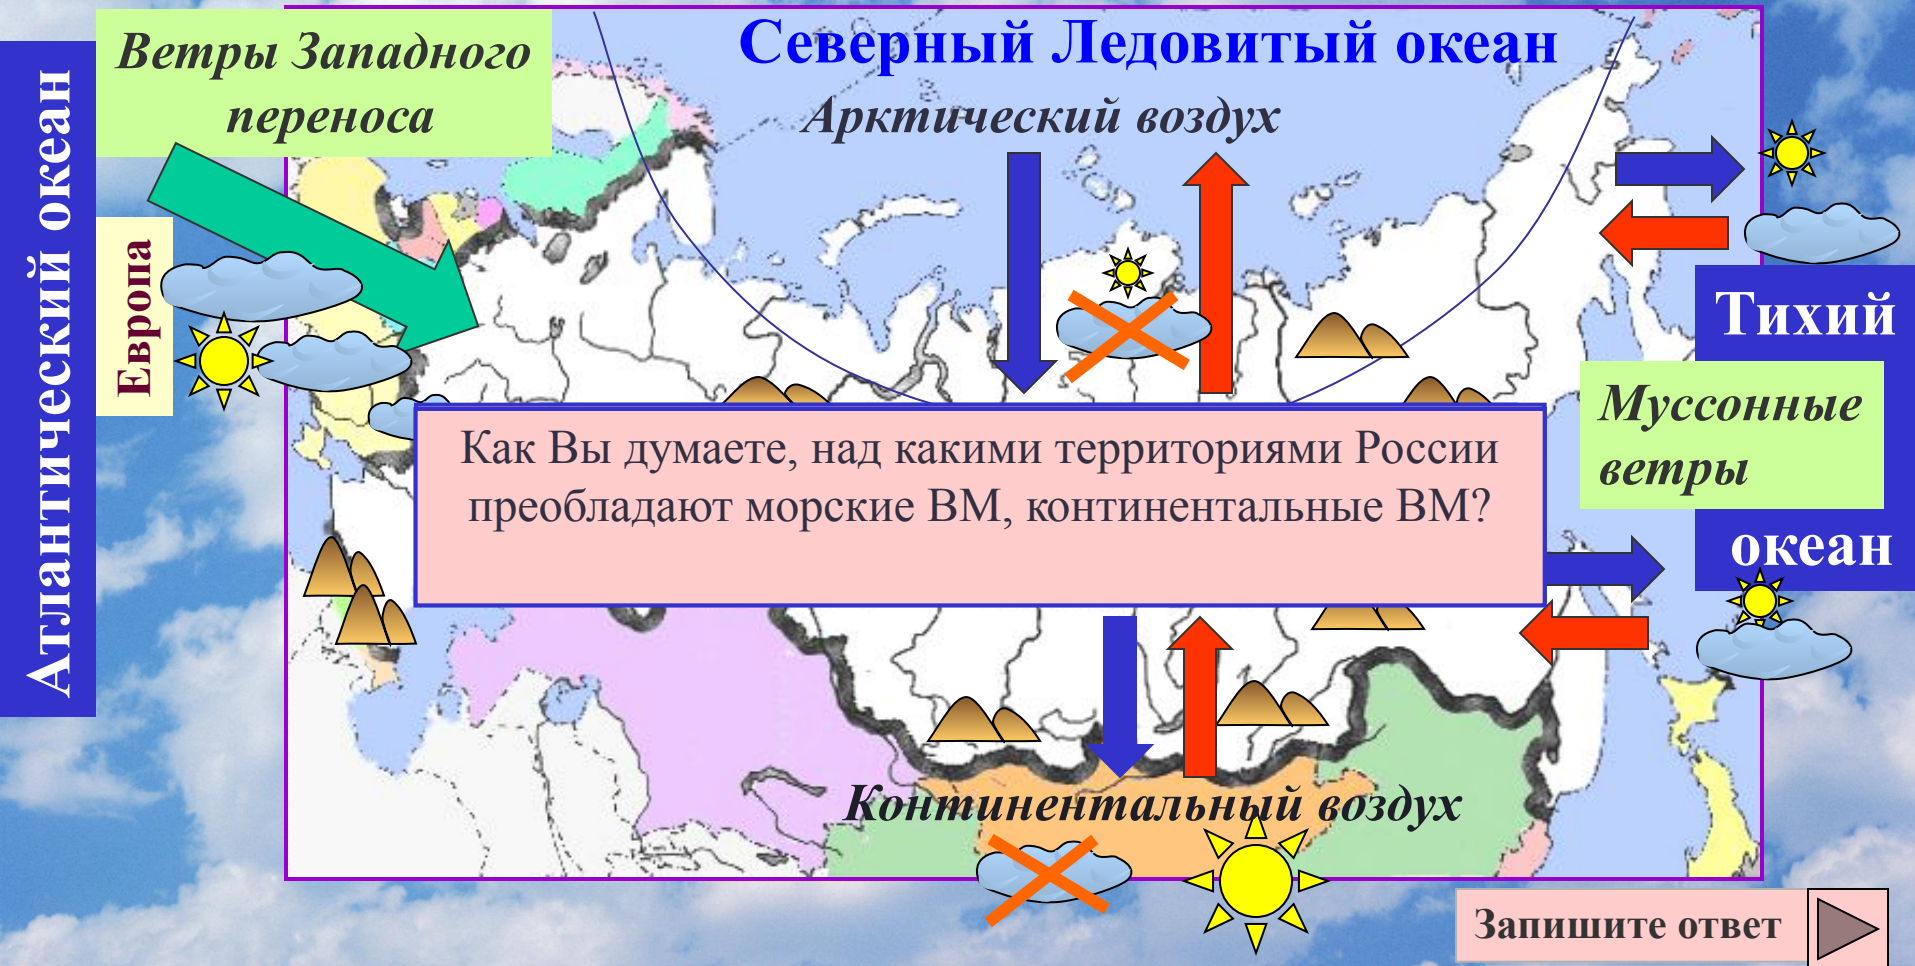 Ветры Западного
переноса
Северный Ледовитый океан
Арктический воздух
Атлантический океан
Европа
Тихий
океан
Муссонные
ветры
Как Вы думаете, над какими территориями России
преобладают морские ВМ, континентальные ВМ?
Континентальный воздух
Запишите ответ